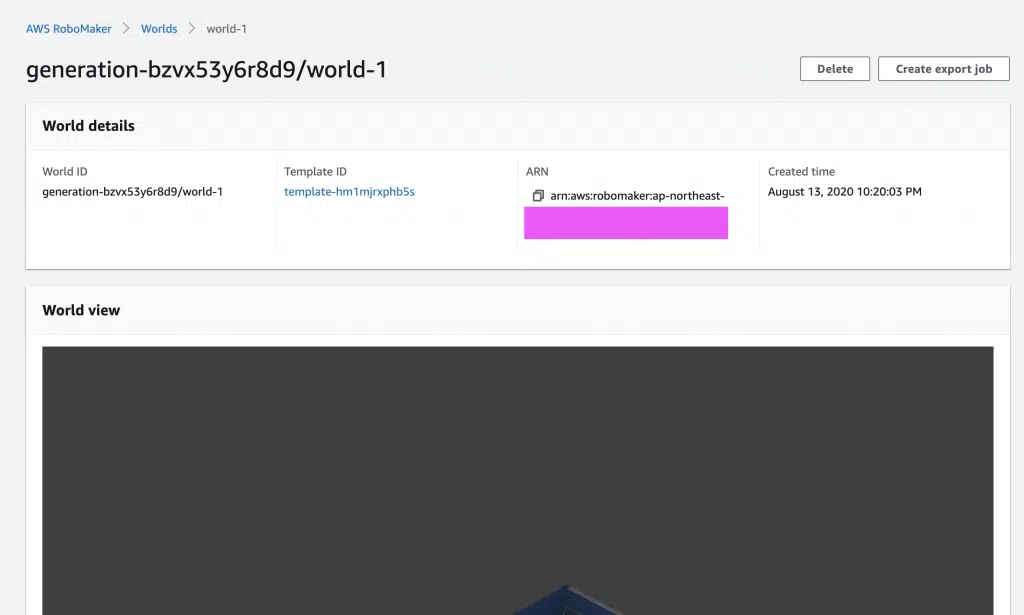 AWS RoboMaker > Worlds > world-1
generation-bzvx53y6r8d9/world-1
Delete
Create export job
World details
World ID
generation-bzvx53y6r8d9/world-1
Template ID
template-hm1mjrxphb5s
ARN
arn:aws:robomaker:ap-northeast-
Created time
August 13, 2020 10:20:03 PM
World view